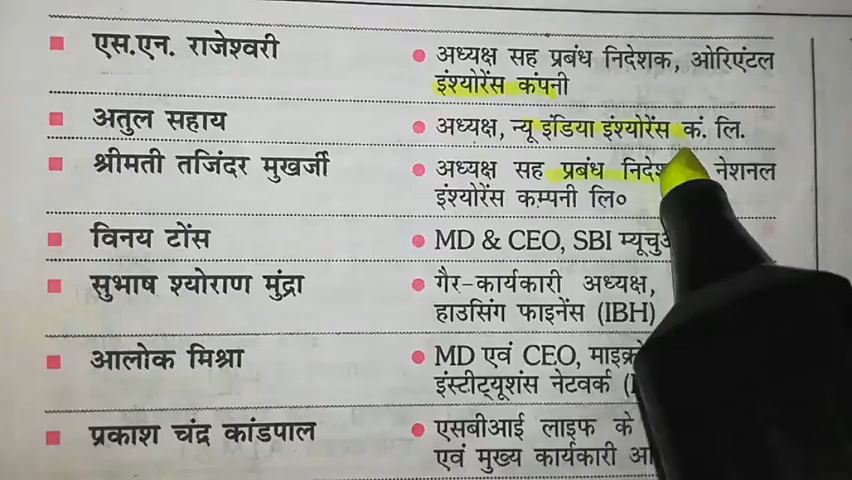 एस.एन. राजेश्वरी
अध्यक्ष सह प्रबंध निदेशक, ओरिएंटल
इंश्योरेंस कंपनी
अतुल सहाय
अध्यक्ष, न्यू इंडिया इंश्योरेंस कं. लि.
श्रीमती तजिंदर मुखर्जी
अध्यक्ष सह प्रबंध नेशनल
इंश्योरेंस कम्पनी लि०
विनय टोंस
MD & CEO, SBI
सुभाष श्योराण मुंद्रा
गैर-कार्यकारी अध्यक्ष,
हाउसिंग फाइनेंस (IBH)
आलोक मिश्रा
MD एवं CEO,
इंस्टीट्यूशंस नेटवर्क
प्रकाश चंद्र कांडपाल
एसबीआई लाइफ के
एवं मुख्य कार्यकारी